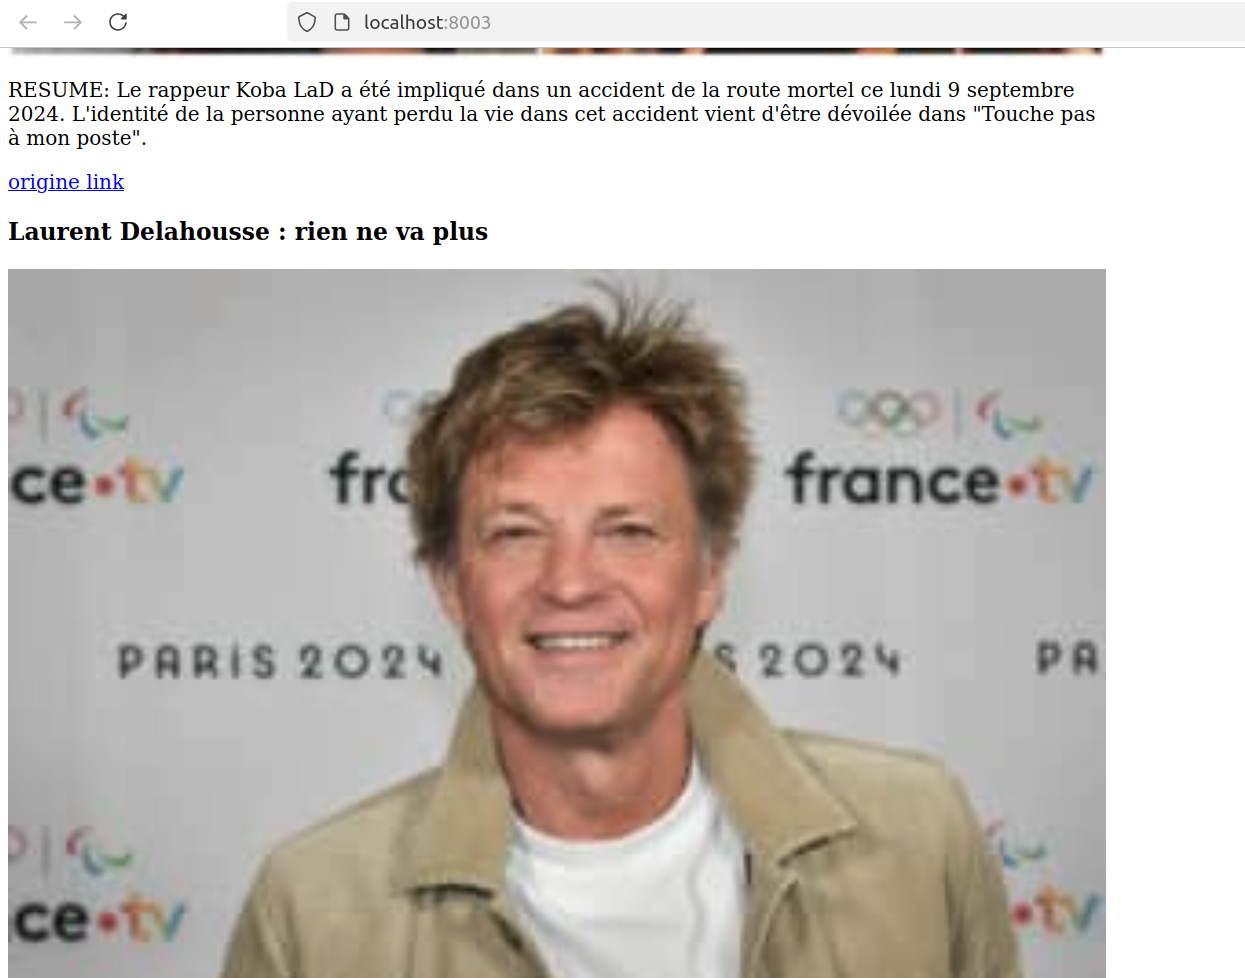 localhost:8003
RESUME: Le rappeur Koba LaD a été impliqué dans un accident de la route mortel ce lundi 9 septembre
2024. L'identité de la personne ayant perdu la vie dans cet accident vient d'être dévoilée dans "Touche pas
à mon poste".
origine link
Laurent Delahousse : rien ne va plus
ce•tv fra france•tv
PARIS 2024 S 2024 PA
ce•tv •tv